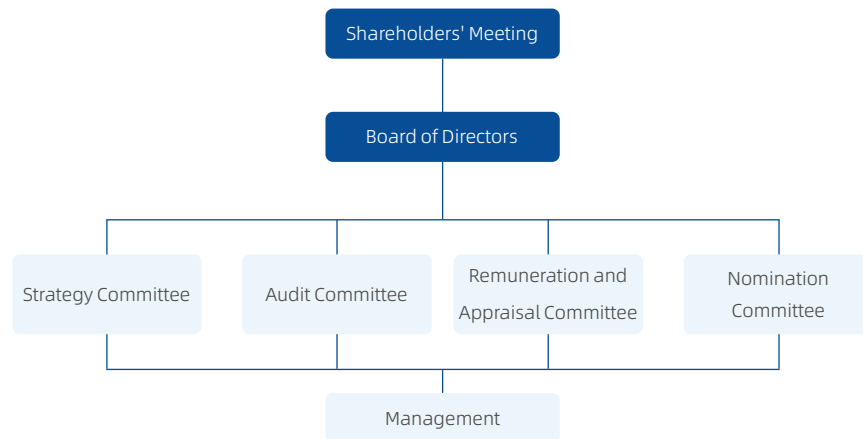 Shareholders' Meeting
Board of Directors
Strategy Committee
Audit Committee
Remuneration and
Appraisal Committee
Nomination
Committee
Management